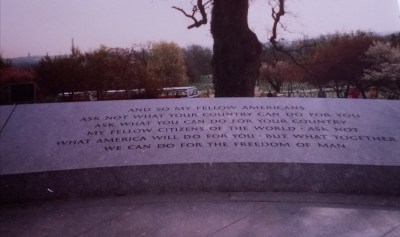 AND SO MY FELLOW AMERICANS
ASK NOT WHAT YOUR COUNTRY CAN DO FOR YOU
ASK WHAT YOU CAN DO FOR YOUR COUNTRY
MY FELLOW CITIZENS OF THE WORLD · ASK NOT
WHAT AMERICA WILL DO FOR YOU · BUT WHAT TOGETHER
WE CAN DO FOR THE FREEDOM OF MAN